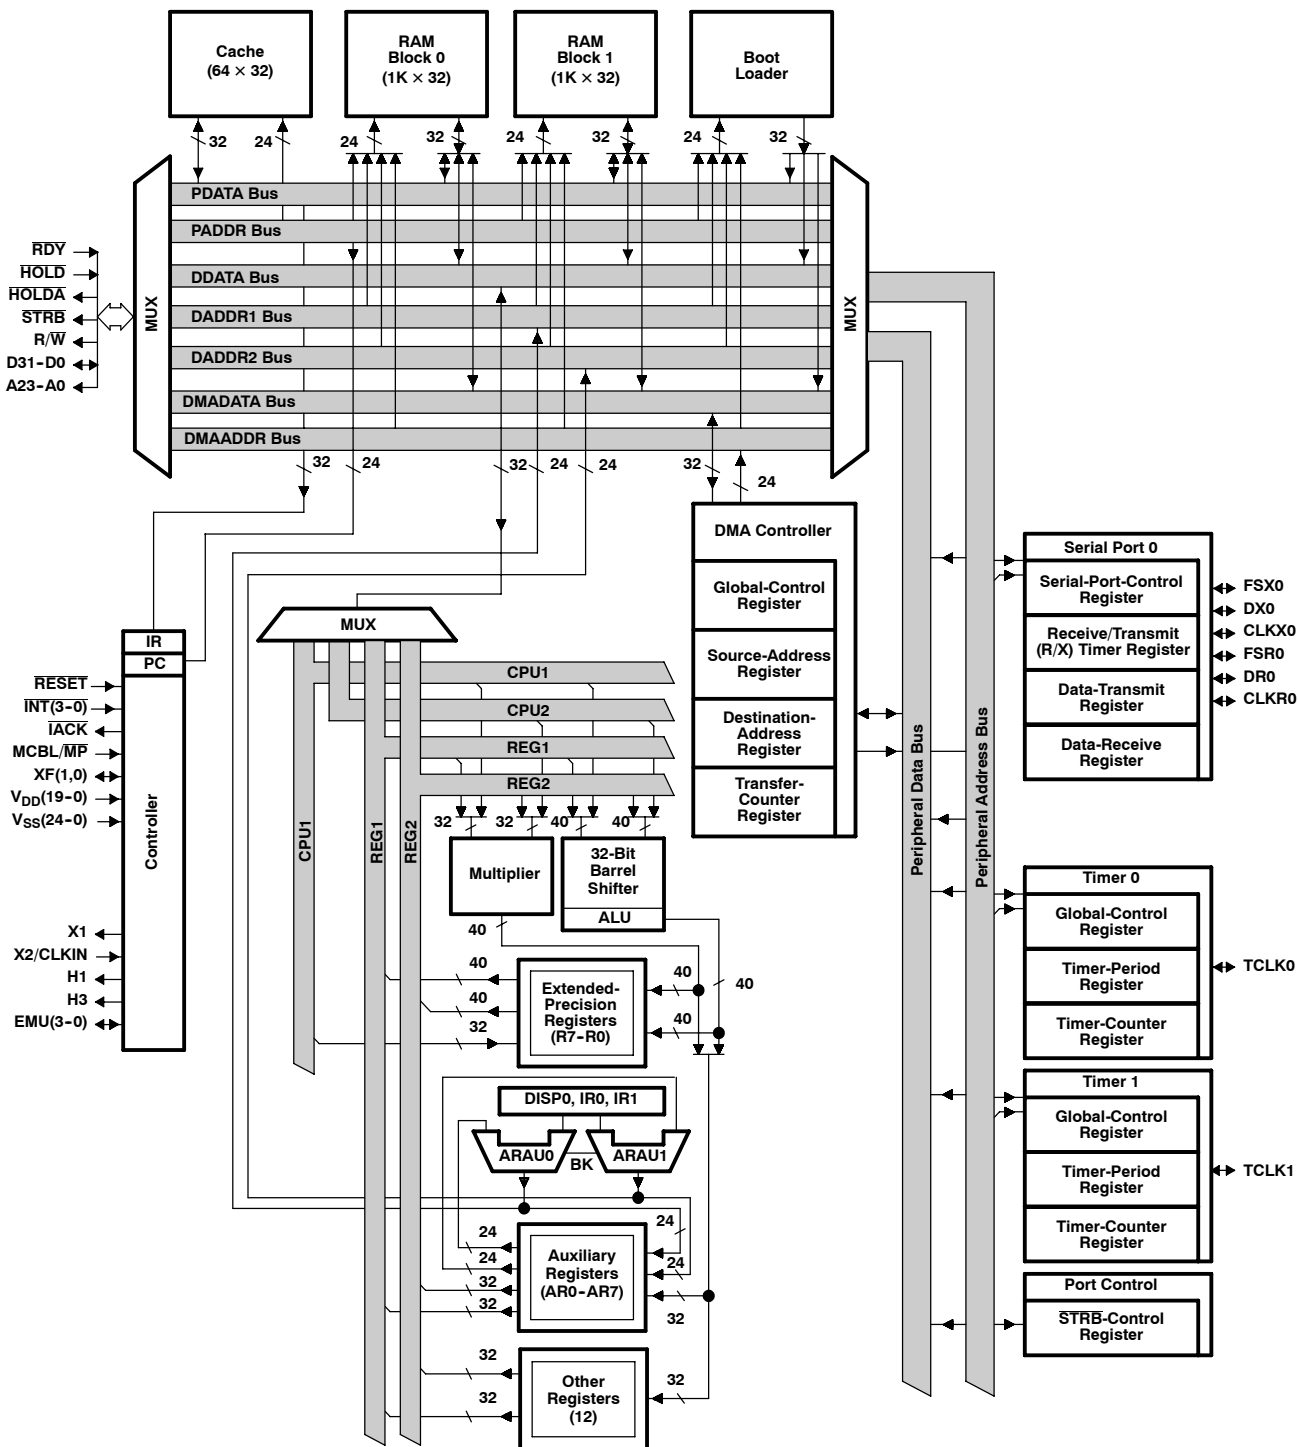 Cache
(64 × 32)
RAM
Block 0
(1K × 32)
RAM
Block 1
(1K × 32)
Boot
Loader
32
24
24
32
24
32
24
32
PDATA Bus
PADDR Bus
DDATA Bus
DADDR1 Bus
DADDR2 Bus
DMADATA Bus
DMAADDR Bus
MUX
MUX
RDY
HOLD
HOLDA
STRB
R/W
D31-D0
A23-A0
32
24
32
24
24
32
24
DMA Controller
Global-Control
Register
Source-Address
Register
Destination-
Address
Register
Transfer-
Counter
Register
Peripheral Data Bus
Peripheral Address Bus
Serial Port 0
Serial-Port-Control
Register
Receive/Transmit
(R/X) Timer Register
Data-Transmit
Register
Data-Receive
Register
FSX0
DX0
CLKX0
FSR0
DR0
CLKR0
MUX
IR
PC
Controller
RESET
INT(3-0)
IACK
MCBL/MP
XF(1,0)
VDD(19-0)
VSS(24-0)
X1
X2/CLKIN
H1
H3
EMU(3-0)
CPU1
CPU2
REG1
REG2
CPU1
REG1
REG2
32
32
40
40
Multiplier
32-Bit
Barrel
Shifter
ALU
40
40
40
40
32
Extended-
Precision
Registers
(R7-R0)
40
40
40
DISP0, IR0, IR1
ARAU0
BK
ARAU1
24
24
32
32
Auxiliary
Registers
(AR0-AR7)
24
24
32
32
32
Other
Registers
(12)
32
Timer 0
Global-Control
Register
Timer-Period
Register
Timer-Counter
Register
TCLK0
Timer 1
Global-Control
Register
Timer-Period
Register
Timer-Counter
Register
TCLK1
Port Control
STRB-Control
Register